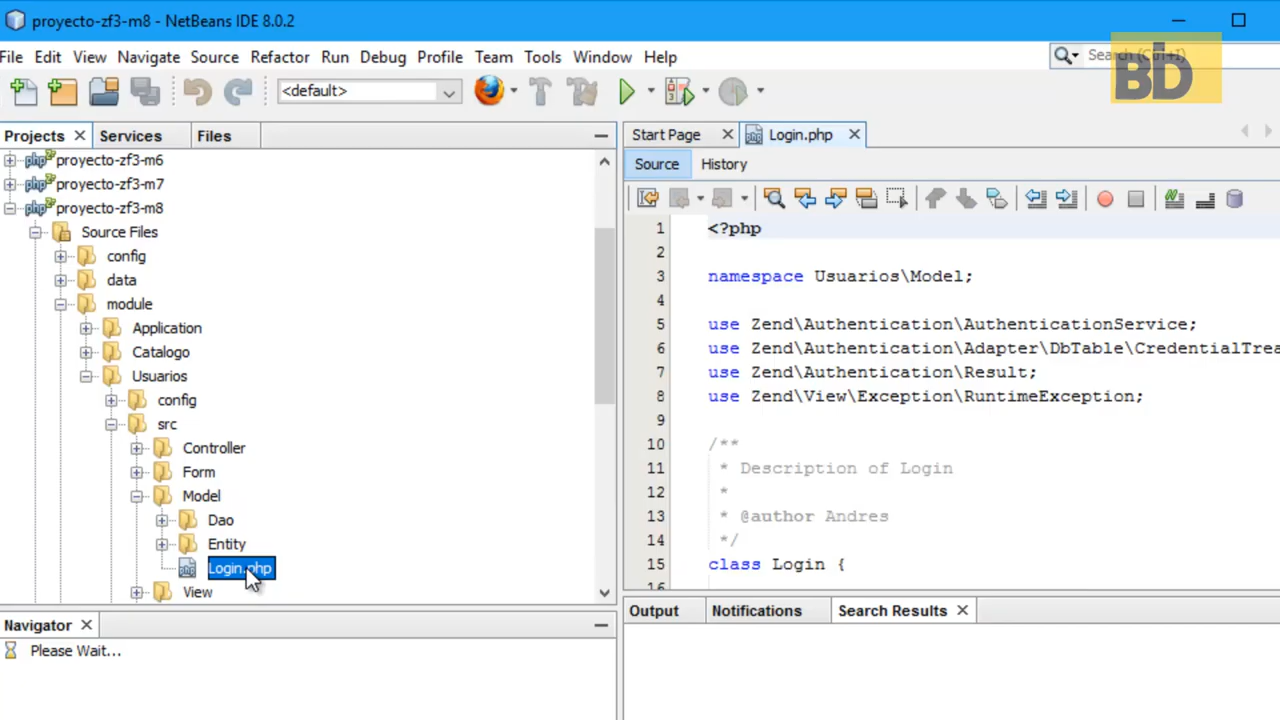 proyecto-zf3-m8 - NetBeans IDE 8.0.2
File Edit View Navigate Source Refactor Run Debug Profile Team Tools Window Help
Search (Ctrl+I)
BD
<default>
Projects Services Files
proyecto-zf3-m6
proyecto-zf3-m7
proyecto-zf3-m8
Source Files
config
data
module
Application
Catalogo
Usuarios
config
src
Controller
Form
Model
Dao
Entity
Login.php
View
Navigator
Please Wait...
Start Page Login.php
Source History
1 <?php
2
3 namespace Usuarios\Model;
4
5 use Zend\Authentication\AuthenticationService;
6 use Zend\Authentication\Adapter\DbTable\CredentialTrea
7 use Zend\Authentication\Result;
8 use Zend\View\Exception\RuntimeException;
9
10 /**
11 * Description of Login
12 *
13 * @author Andres
14 */
15 class Login {
16
Output Notifications Search Results